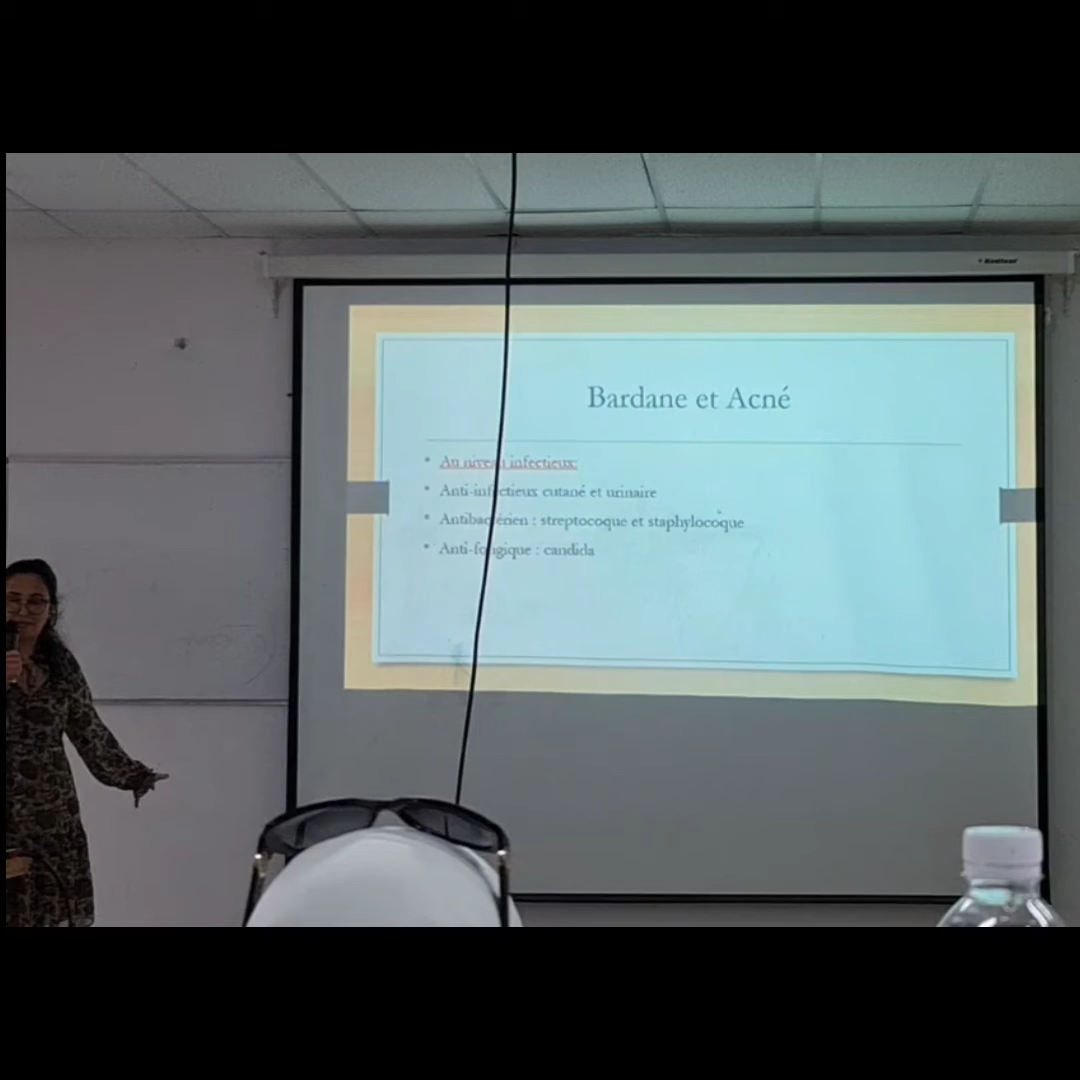 Bardane et Acné
• Au niveau infectieux:
• Anti-infectieux cutané et urinaire
• Antibactérien : streptocoque et staphylocoque
• Anti-fongique : candida